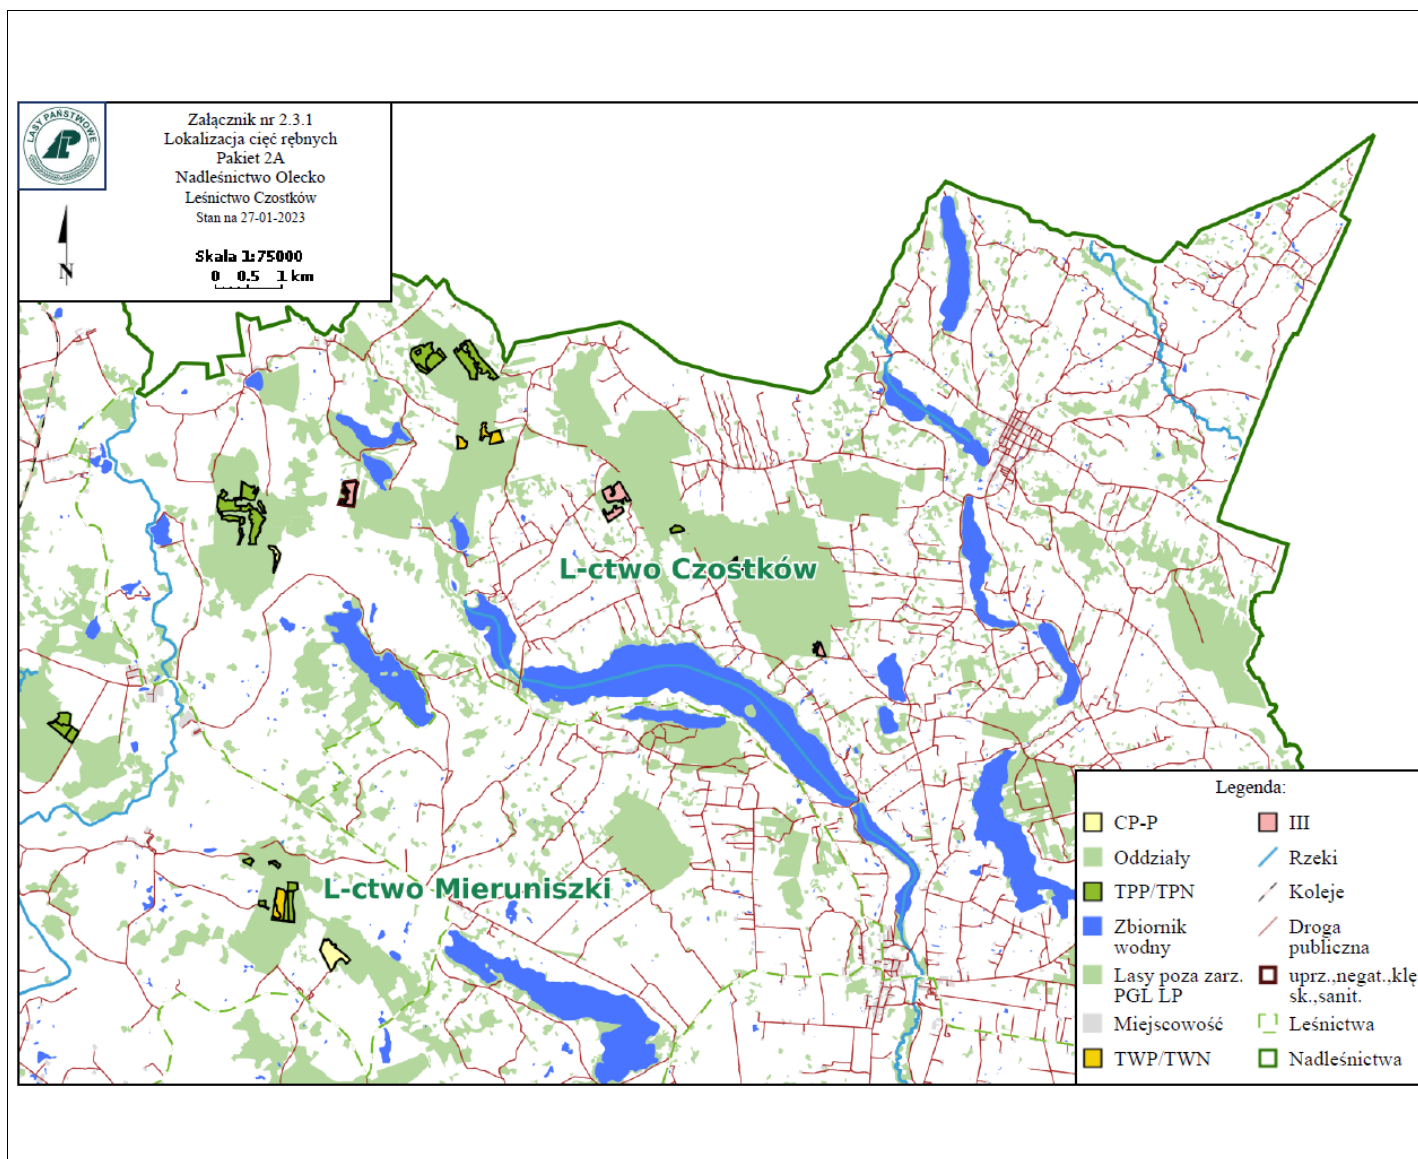 LASY PAŃSTWOWE
Załącznik nr 2.3.1
Lokalizacja cięć rębnych
Pakiet 2A
Nadleśnictwo Olecko
Leśnictwo Czostków
Stan na 27-01-2023
N
Skala 1:75000
0 0.5 1 km
L-ctwo Czostków
L-ctwo Mieruniszki
Legenda:
CP-P
III
Oddziały
Rzeki
TPP/TPN
Koleje
Zbiornik
wodny
Droga
publiczna
Lasy poza zarz.
PGL LP
uprz.,negat.,klę
sk.,sanit.
Miejscowość
Leśnictwa
TWP/TWN
Nadleśnictwa